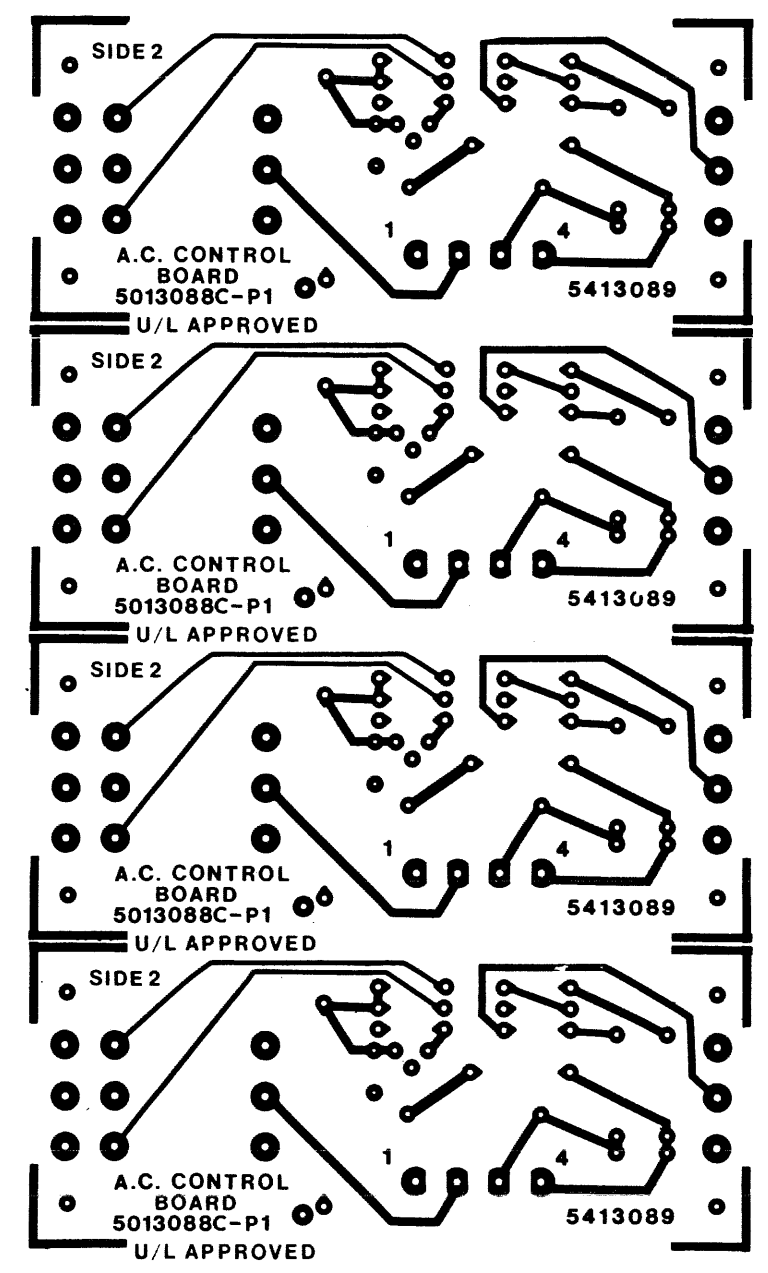 SIDE 2
1
4
A.C. CONTROL
BOARD
5013088C-P1
5413089
U/L APPROVED
SIDE 2
1
4
A.C. CONTROL
BOARD
5013088C-P1
5413089
U/L APPROVED
SIDE 2
1
4
A.C. CONTROL
BOARD
5013088C-P1
5413089
U/L APPROVED
SIDE 2
1
4
A.C. CONTROL
BOARD
5013088C-P1
5413089
U/L APPROVED